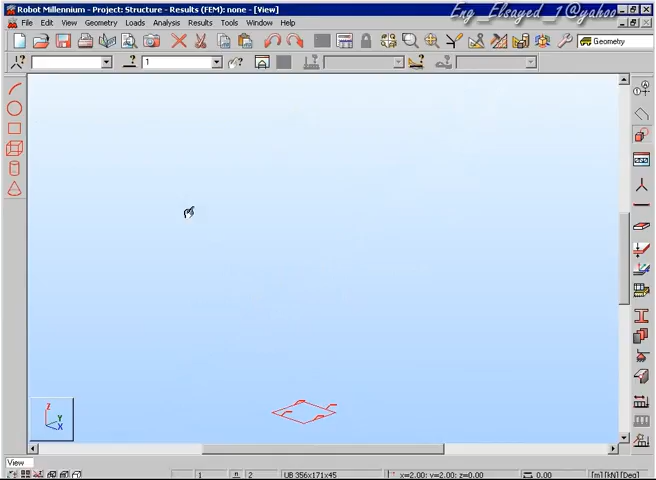 Robot Millennium - Project: Structure - Results (FEM): none - [View]
Eng_Elsayed_1@yahoo
File Edit View Geometry Loads Analysis Results Tools Window Help
Geometry
1
Z
Y
X
View
1 2 UB 356x171x45 x=2.00; y=2.00; z=0.00 0.00 [m] [kN] [Deg]